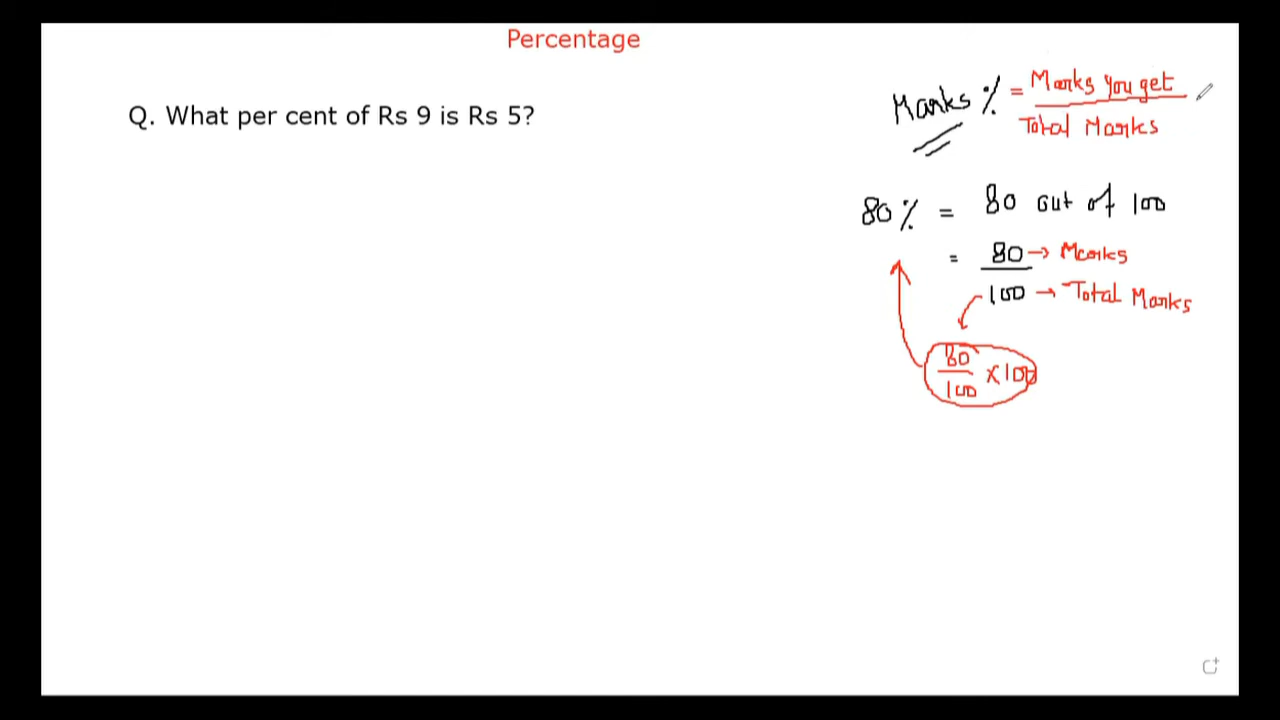 Percentage
Q. What per cent of Rs 9 is Rs 5?
Marks % = Marks You get
Total Marks
80 % = 80 out of 100
= 80 → Marks
100 → Total Marks
80
100 × 100